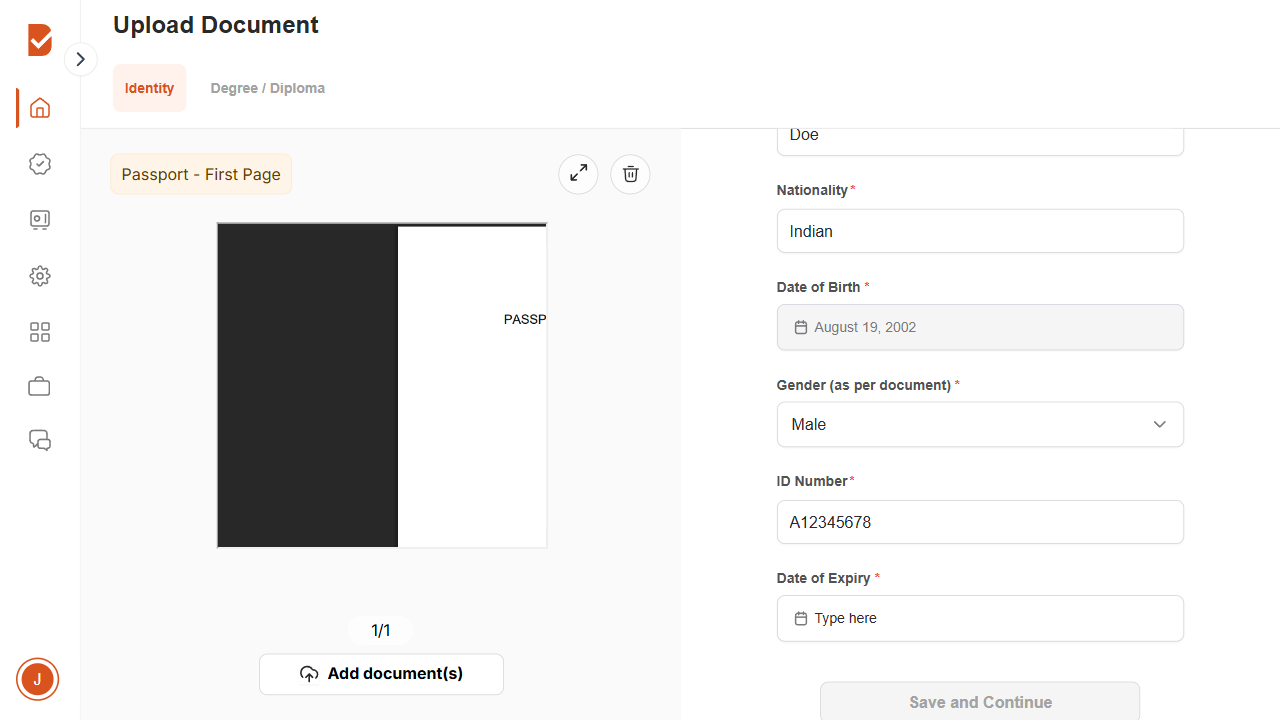 Upload Document
Identity
Degree / Diploma
Passport - First Page
PASSP
1/1
Add document(s)
J
Doe
Nationality*
Indian
Date of Birth *
August 19, 2002
Gender (as per document) *
Male
ID Number*
A12345678
Date of Expiry *
Type here
Save and Continue